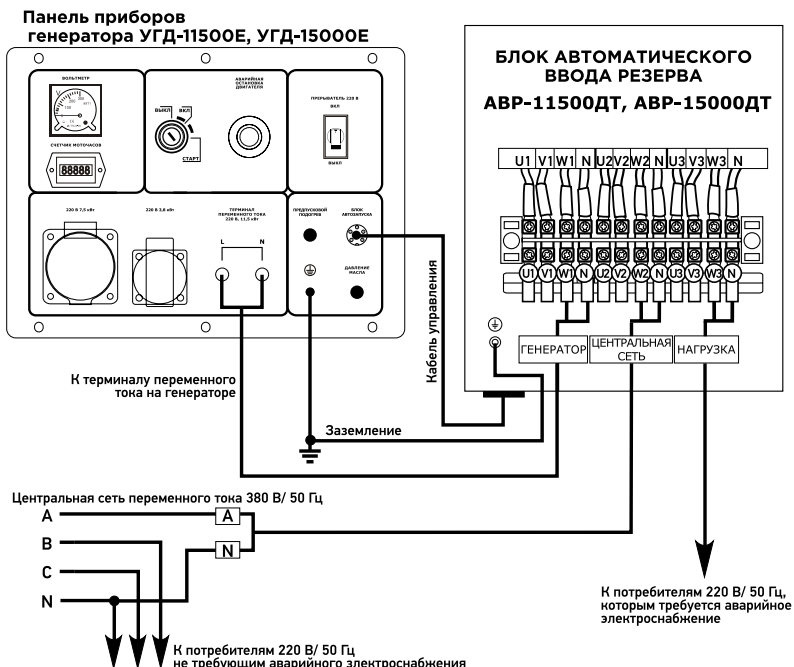 Панель приборов
генератора УГД-11500Е, УГД-15000Е
ВОЛЬТМЕТР
СЧЕТЧИК МОТОЧАСОВ
88888
ВЫКЛ
ВКЛ
СТАРТ
АВАРИЙНАЯ
ОСТАНОВКА
ДВИГАТЕЛЯ
ПРЕРЫВАТЕЛЬ 220 В
ВКЛ
ВЫКЛ
220 В 7,5 кВт
220 В 3,8 кВт
ТЕРМИНАЛ
ПЕРЕМЕННОГО ТОКА
220 В, 11,5 кВт
L
N
ПРЕДПУСКОВОЙ
ПОДОГРЕВ
БЛОК
АВТОЗАПУСКА
ДАВЛЕНИЕ
МАСЛА
БЛОК АВТОМАТИЧЕСКОГО
ВВОДА РЕЗЕРВА
АВР-11500ДТ, АВР-15000ДТ
U1 V1 W1 N U2 V2 W2 N U3 V3 W3 N
U1 V1 W1 N U2 V2 W2 N U3 V3 W3 N
ГЕНЕРАТОР
ЦЕНТРАЛЬНАЯ
СЕТЬ
НАГРУЗКА
Кабель управления
К терминалу переменного
тока на генераторе
Заземление
Центральная сеть переменного тока 380 В/ 50 Гц
A
A
B
N
C
N
К потребителям 220 В/ 50 Гц,
которым требуется аварийное
электроснабжение
К потребителям 220 В/ 50 Гц
не требующим аварийного электроснабжения